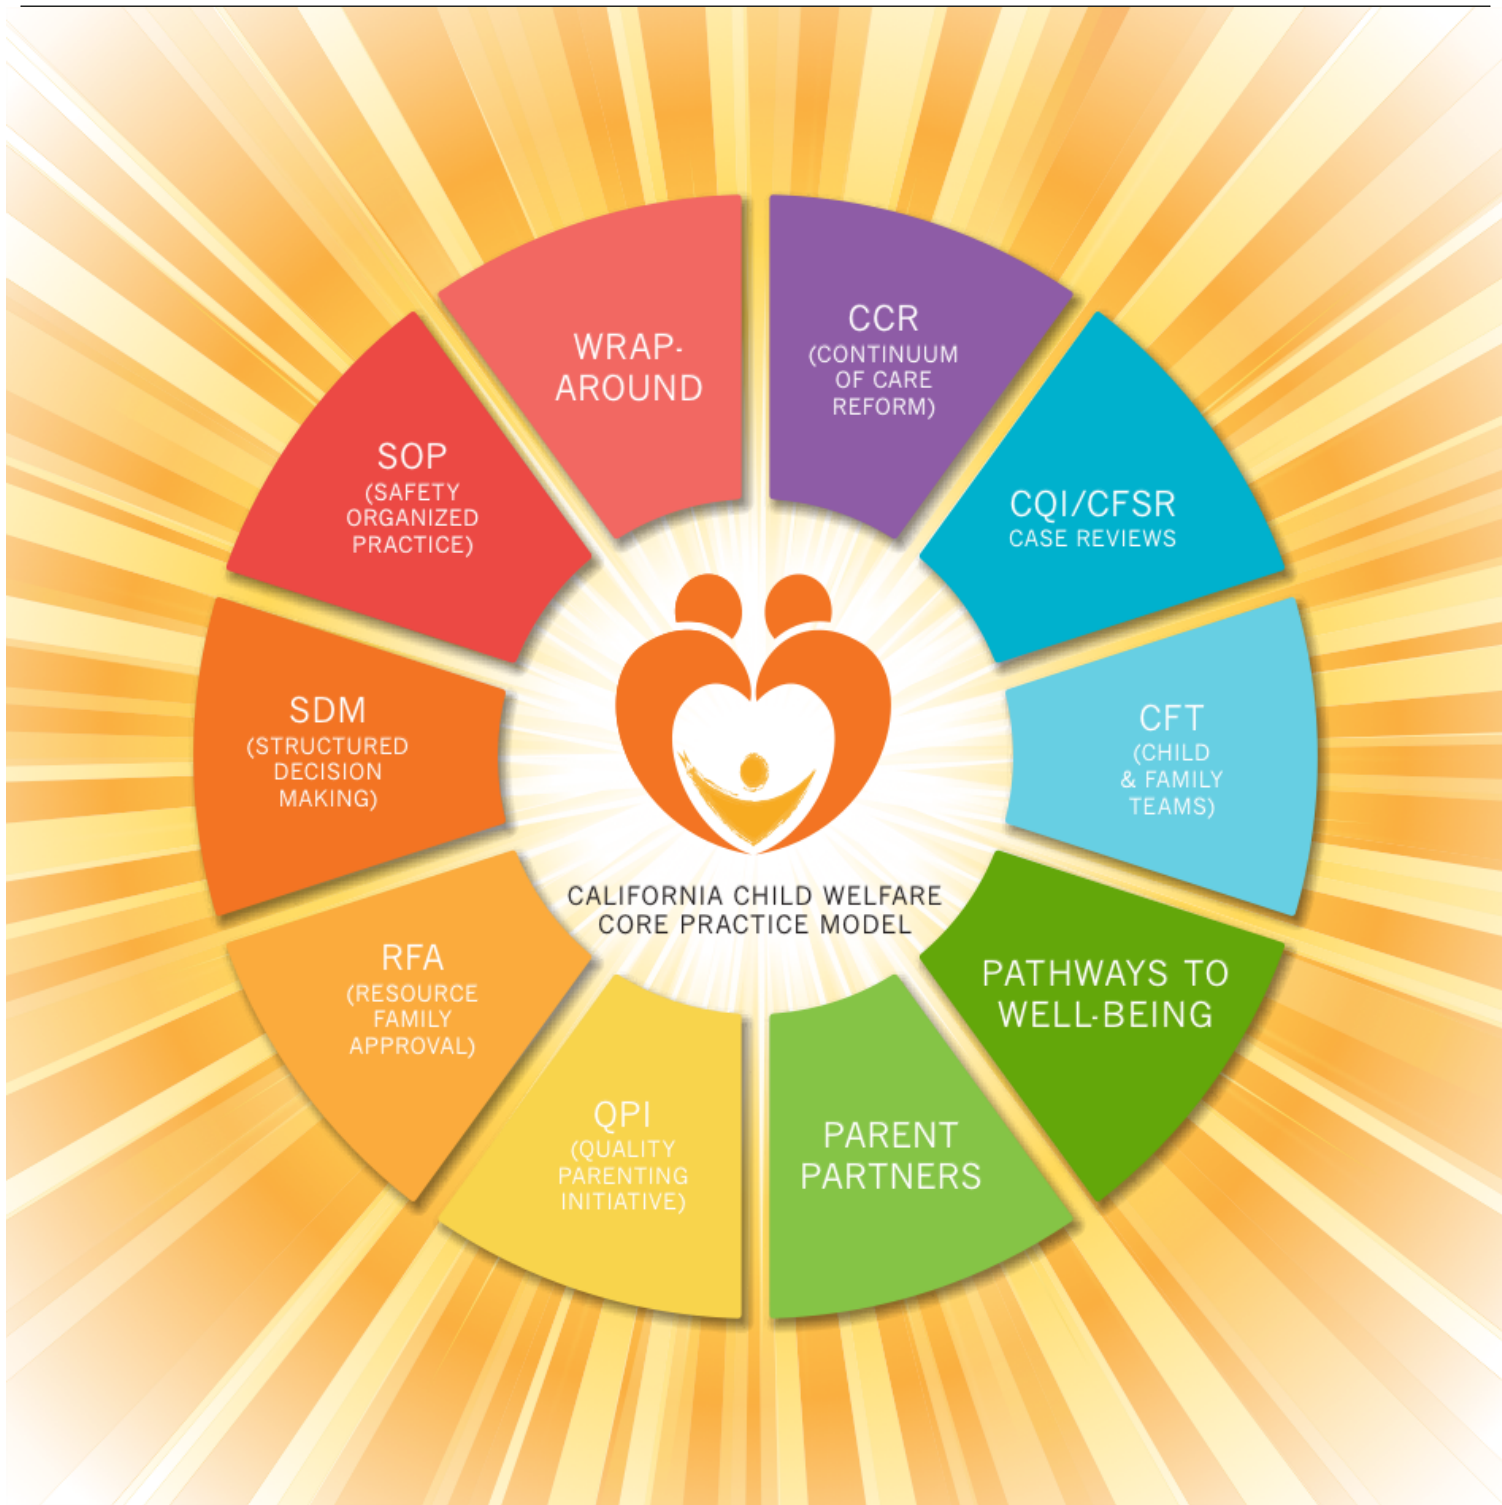 WRAP-
AROUND
CCR
(CONTINUUM
OF CARE
REFORM)
CQI/CFSR
CASE REVIEWS
CFT
(CHILD
& FAMILY
TEAMS)
PATHWAYS TO
WELL-BEING
PARENT
PARTNERS
QPI
(QUALITY
PARENTING
INITIATIVE)
RFA
(RESOURCE
FAMILY
APPROVAL)
SDM
(STRUCTURED
DECISION
MAKING)
SOP
(SAFETY
ORGANIZED
PRACTICE)
CALIFORNIA CHILD WELFARE
CORE PRACTICE MODEL